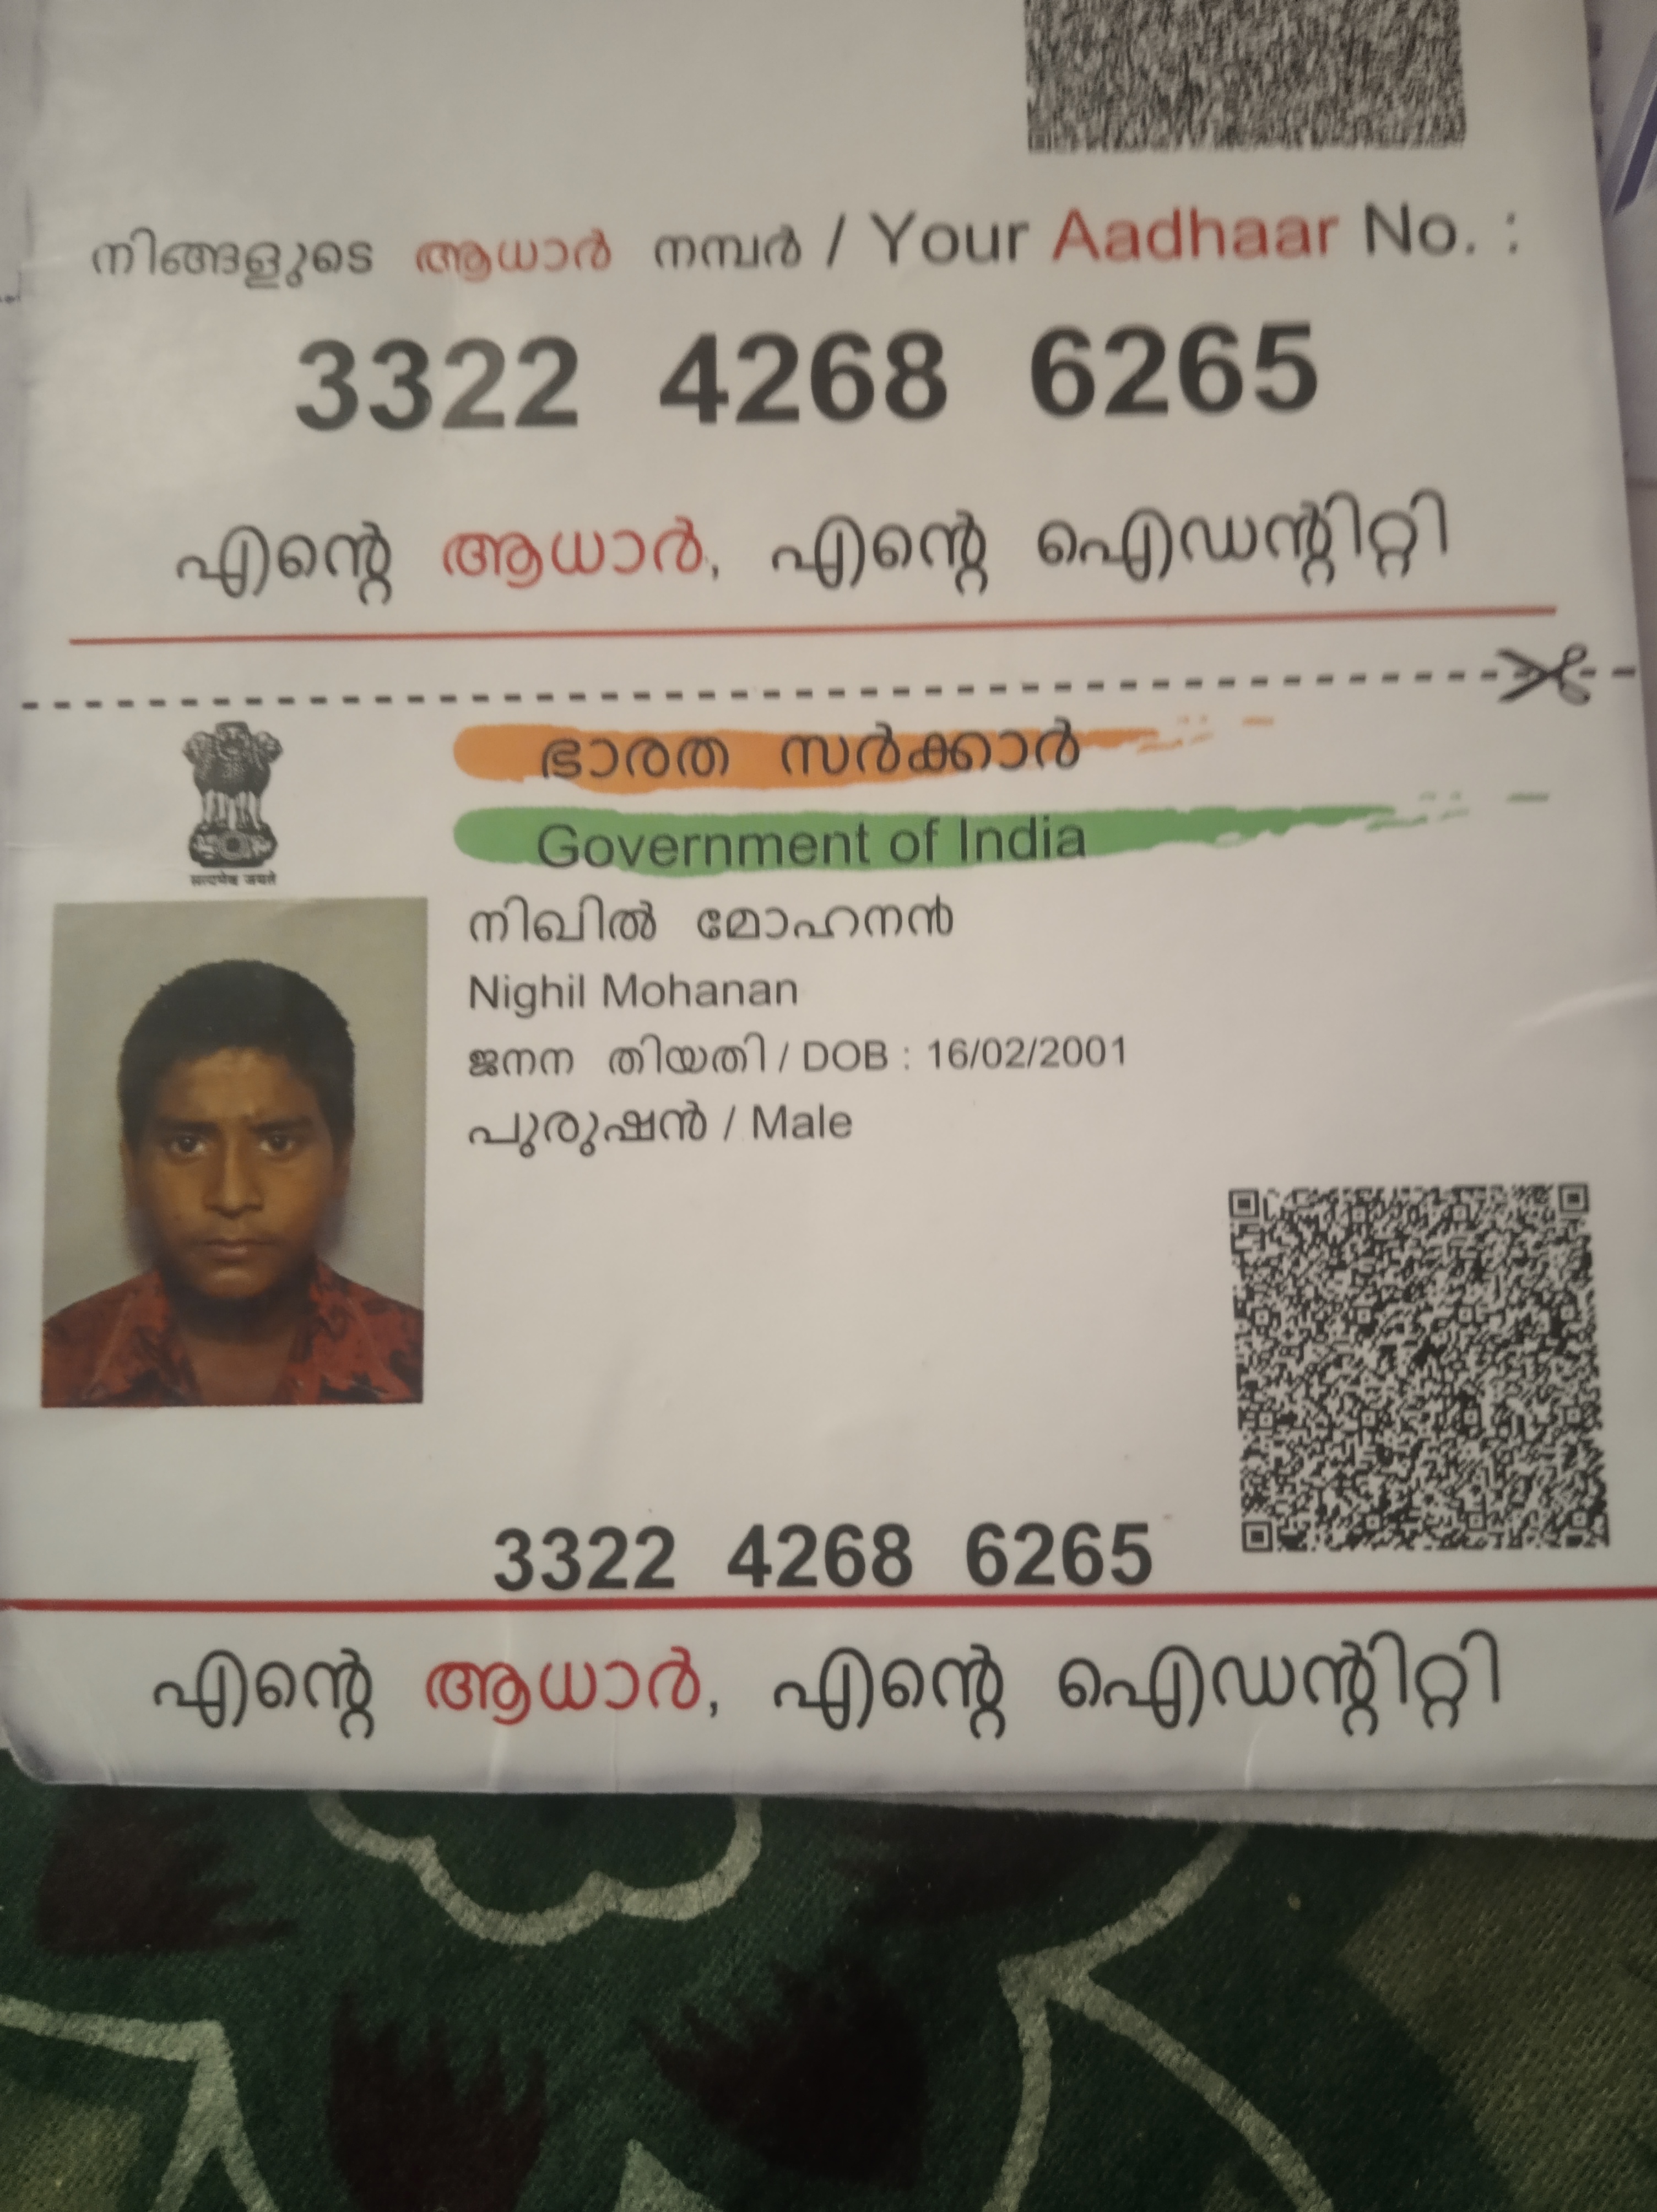 നിങ്ങളുടെ ആധാർ നമ്പർ / Your Aadhaar No. :
3322 4268 6265
എന്റെ ആധാർ, എന്റെ ഐഡന്റിറ്റി
ഭാരത സർക്കാർ
Government of India
सत्यमेव जयते
നിഖിൽ മോഹനൻ
Nighil Mohanan
ജനന തിയതി / DOB : 16/02/2001
പുരുഷൻ / Male
3322 4268 6265
എന്റെ ആധാർ, എന്റെ ഐഡന്റിറ്റി